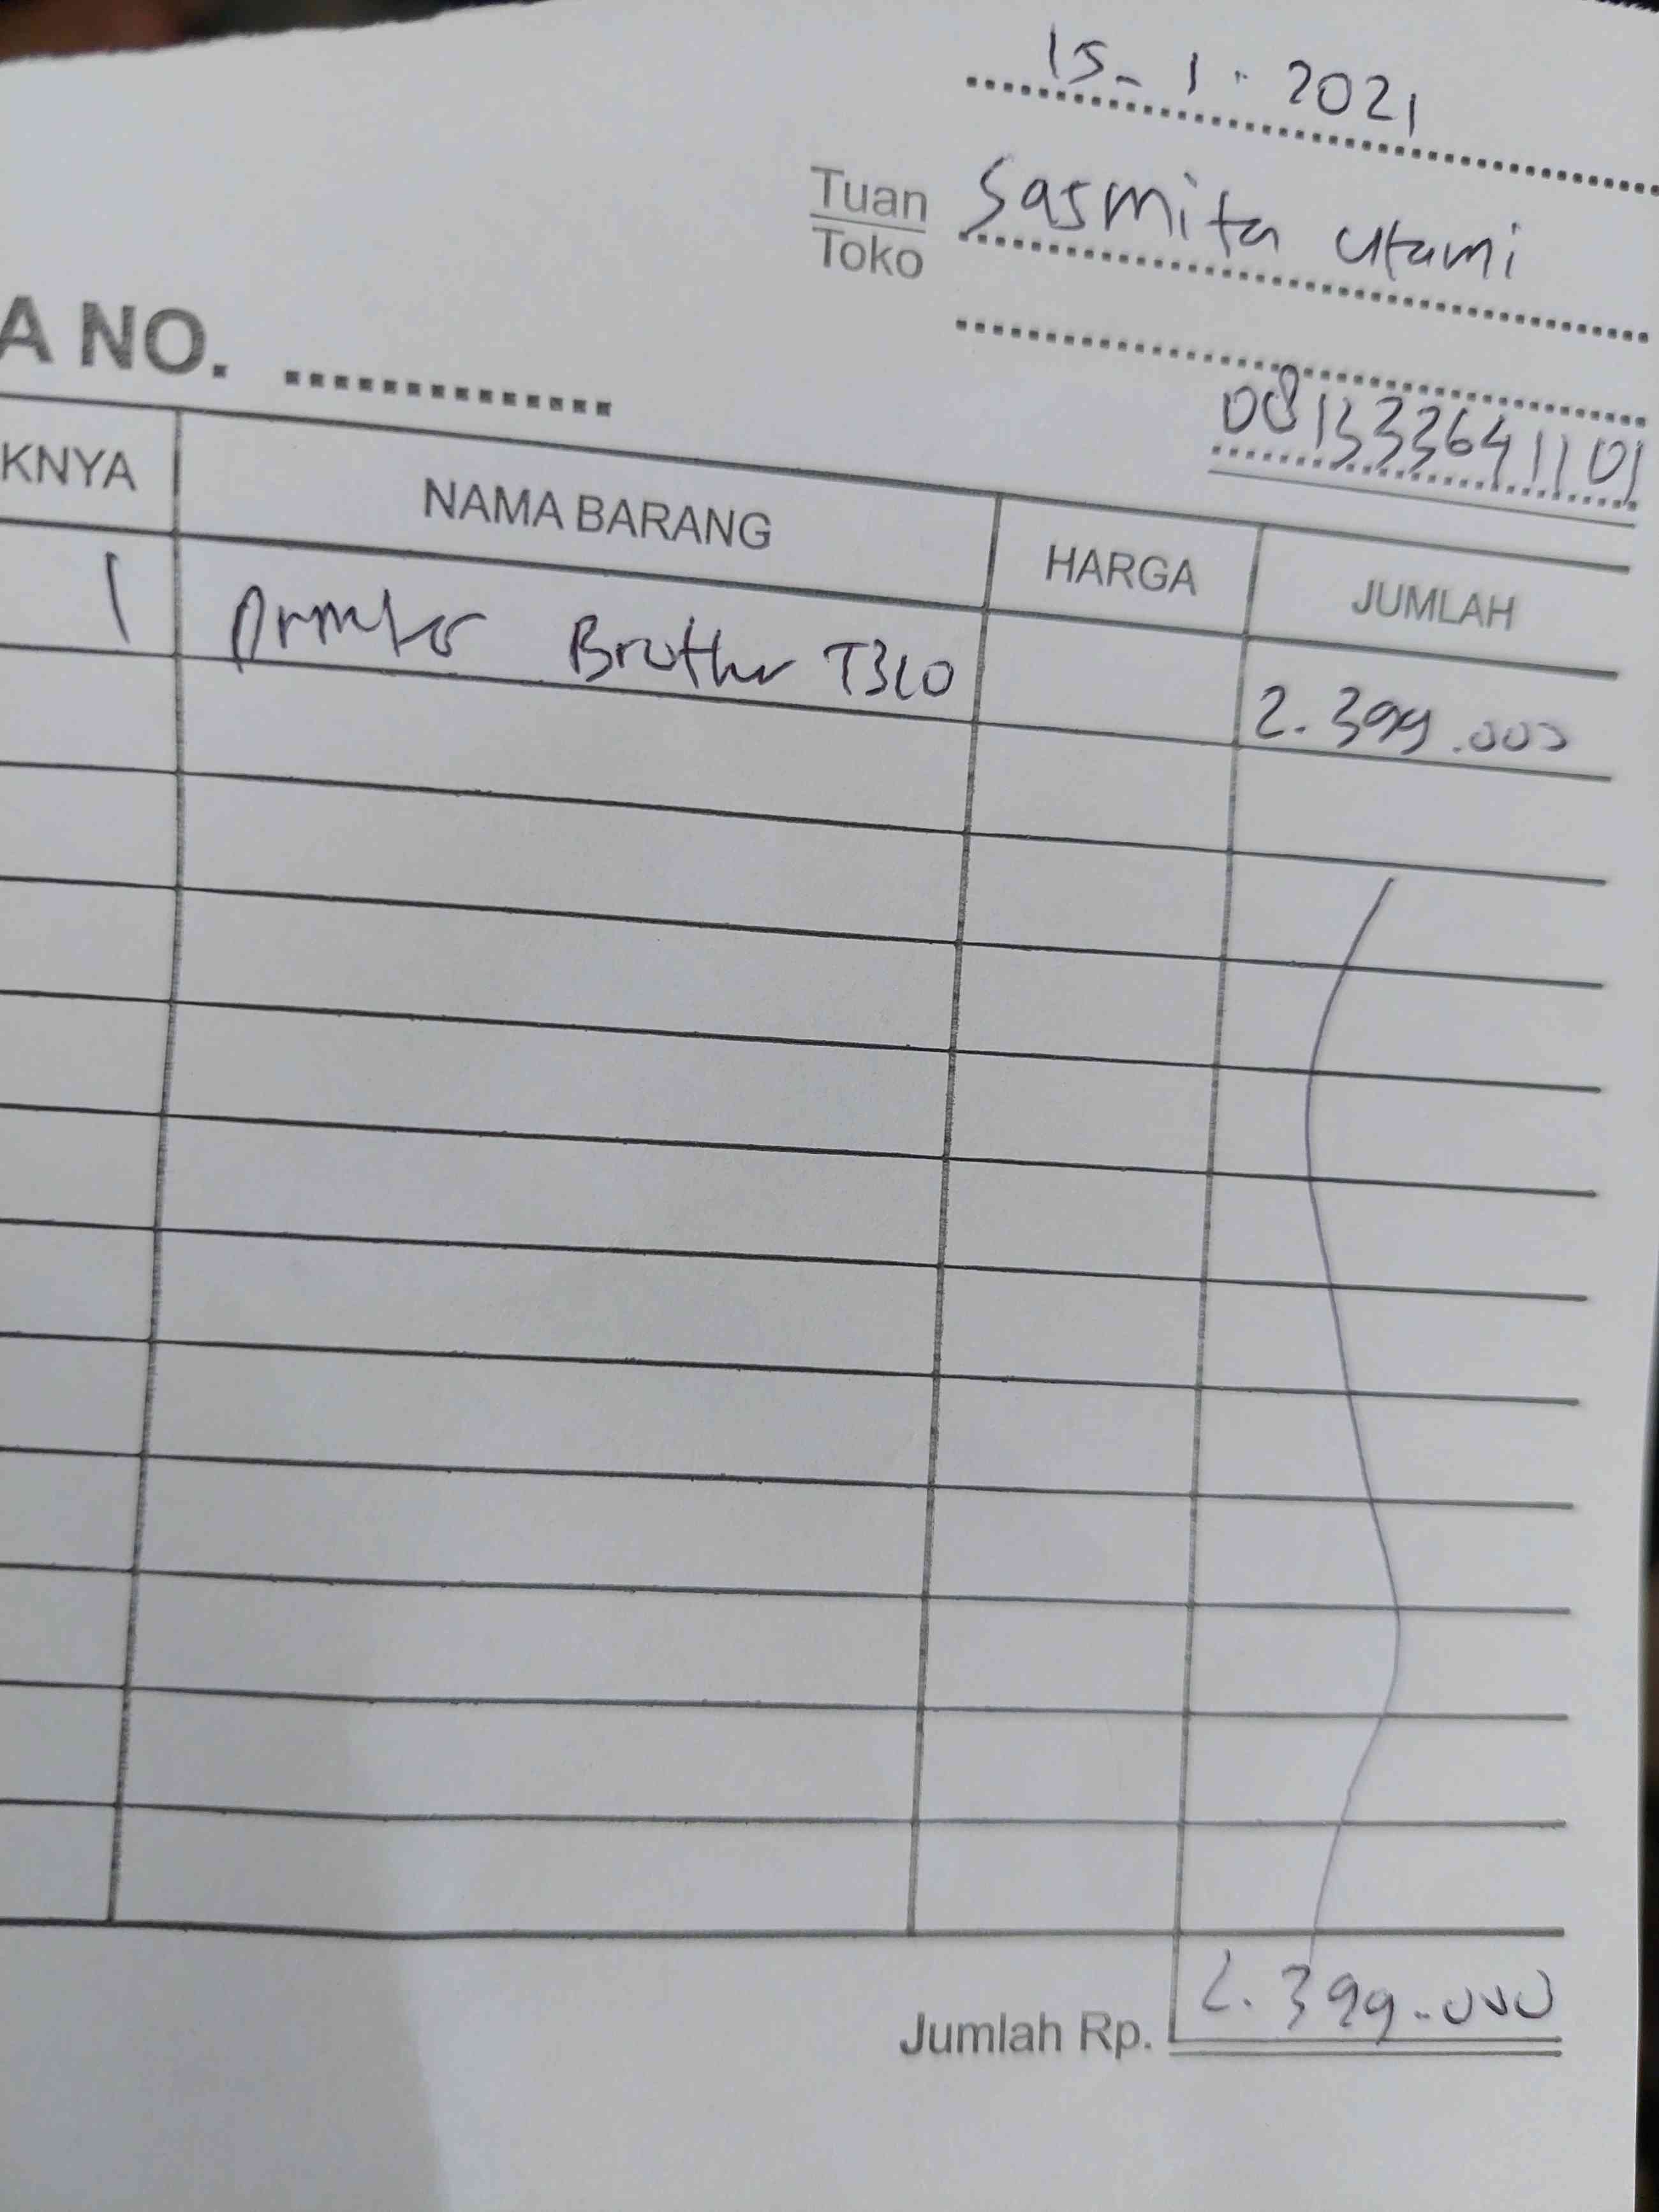 15-1-2021
Tuan Sasmita Utami
Toko
A NO. ..............
081333641101
KNYA NAMA BARANG HARGA JUMLAH
1 Printer Brother T310 2.399.000
Jumlah Rp. 2.399.000